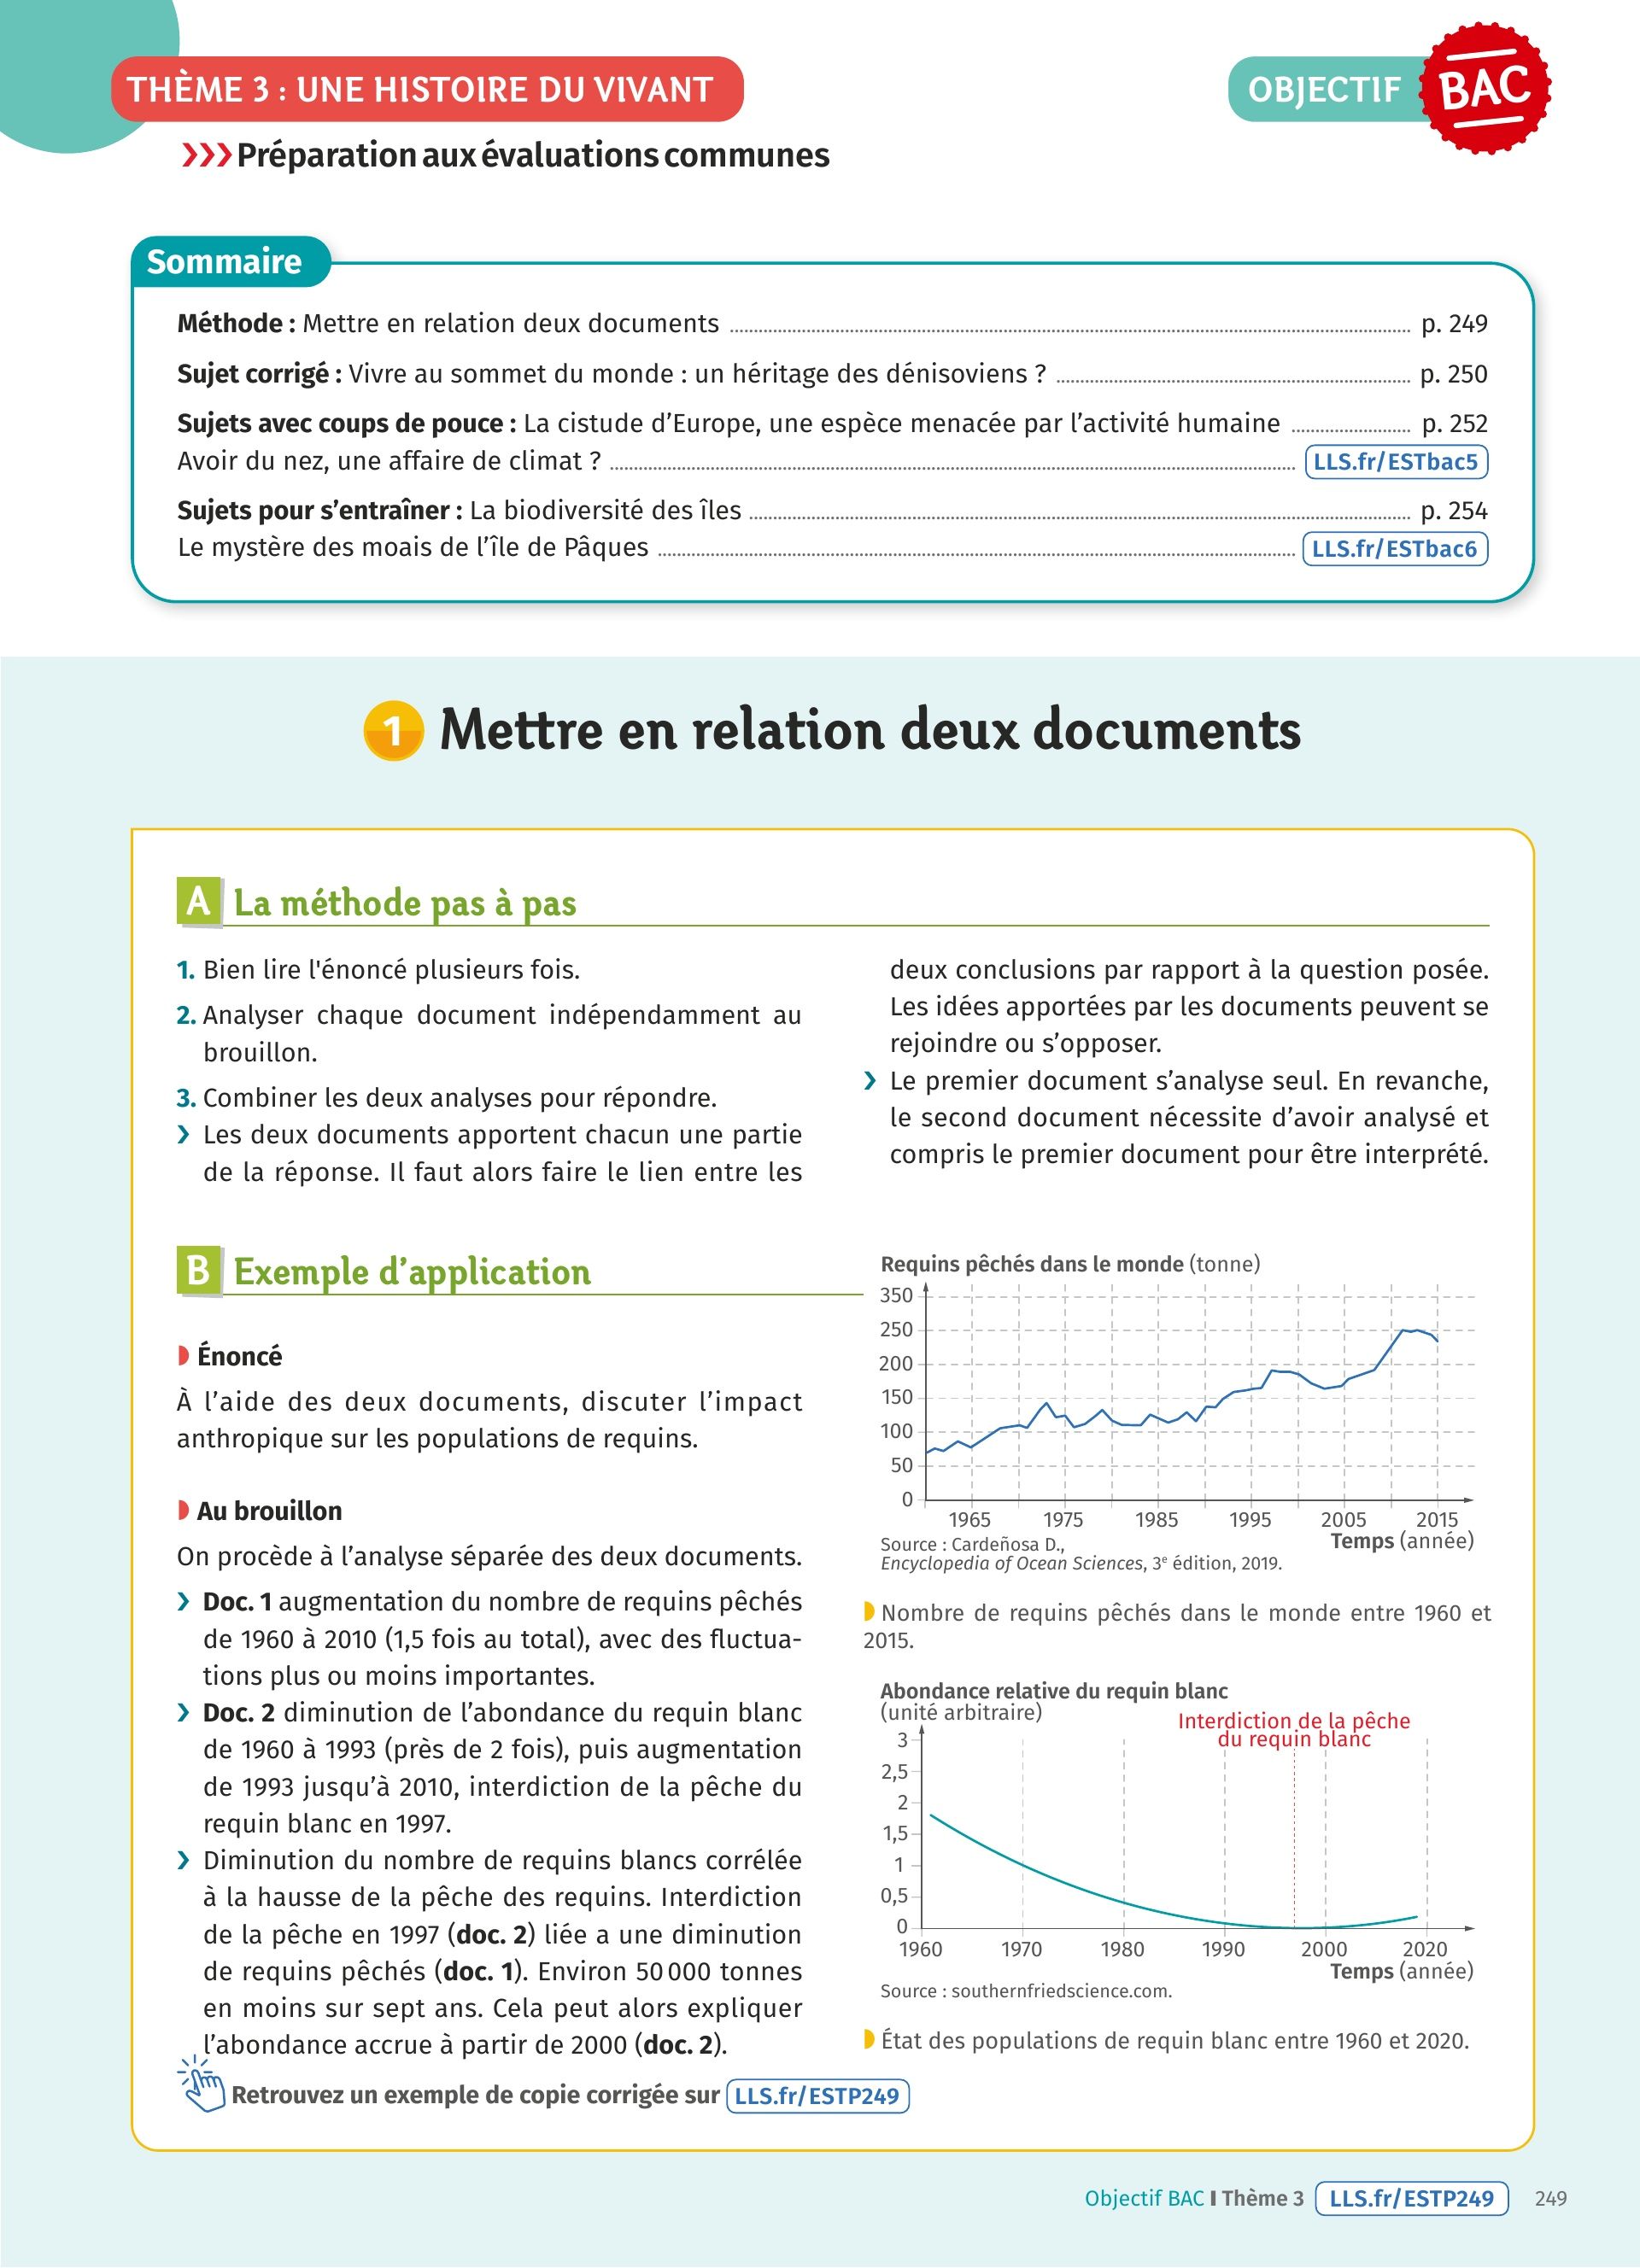 THÈME 3 : UNE HISTOIRE DU VIVANT
OBJECTIF BAC
Préparation aux évaluations communes
Sommaire
Méthode : Mettre en relation deux documents p. 249
Sujet corrigé : Vivre au sommet du monde : un héritage des dénisoviens ? p. 250
Sujets avec coups de pouce : La cistude d’Europe, une espèce menacée par l’activité humaine p. 252
Avoir du nez, une affaire de climat ? LLS.fr/ESTbac5
Sujets pour s’entraîner : La biodiversité des îles p. 254
Le mystère des moais de l’île de Pâques LLS.fr/ESTbac6
1 Mettre en relation deux documents
A La méthode pas à pas
1. Bien lire l'énoncé plusieurs fois.
2. Analyser chaque document indépendamment au
brouillon.
3. Combiner les deux analyses pour répondre.
Les deux documents apportent chacun une partie
de la réponse. Il faut alors faire le lien entre les
deux conclusions par rapport à la question posée.
Les idées apportées par les documents peuvent se
rejoindre ou s’opposer.
Le premier document s’analyse seul. En revanche,
le second document nécessite d’avoir analysé et
compris le premier document pour être interprété.
B Exemple d’application
Énoncé
À l’aide des deux documents, discuter l’impact
anthropique sur les populations de requins.
Au brouillon
On procède à l’analyse séparée des deux documents.
Doc. 1 augmentation du nombre de requins pêchés
de 1960 à 2010 (1,5 fois au total), avec des fluctua-
tions plus ou moins importantes.
Doc. 2 diminution de l’abondance du requin blanc
de 1960 à 1993 (près de 2 fois), puis augmentation
de 1993 jusqu’à 2010, interdiction de la pêche du
requin blanc en 1997.
Diminution du nombre de requins blancs corrélée
à la hausse de la pêche des requins. Interdiction
de la pêche en 1997 (doc. 2) liée a une diminution
de requins pêchés (doc. 1). Environ 50 000 tonnes
en moins sur sept ans. Cela peut alors expliquer
l’abondance accrue à partir de 2000 (doc. 2).
Retrouvez un exemple de copie corrigée sur LLS.fr/ESTP249
Requins pêchés dans le monde (tonne)
350
250
200
150
100
50
0
1965 1975 1985 1995 2005 2015
Temps (année)
Source : Cardeñosa D.,
Encyclopedia of Ocean Sciences, 3e édition, 2019.
Nombre de requins pêchés dans le monde entre 1960 et
2015.
Abondance relative du requin blanc
(unité arbitraire)
Interdiction de la pêche
du requin blanc
3
2,5
2
1,5
1
0,5
0
1960 1970 1980 1990 2000 2020
Temps (année)
Source : southernfriedscience.com.
État des populations de requin blanc entre 1960 et 2020.
Objectif BAC I Thème 3 LLS.fr/ESTP249 249